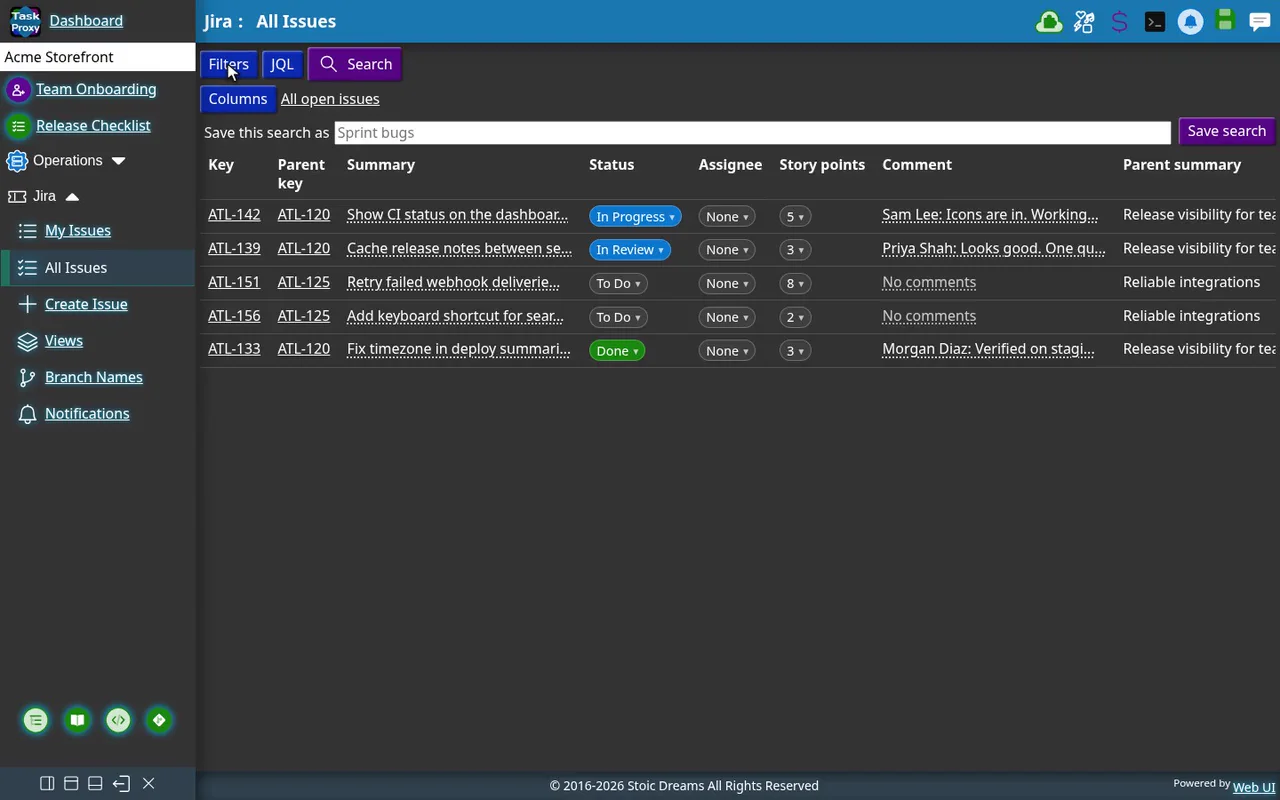 Task Proxy Dashboard
Jira : All Issues
Acme Storefront
Team Onboarding
Release Checklist
Operations
Jira
My Issues
All Issues
Create Issue
Views
Branch Names
Notifications
Filters JQL Search
Columns All open issues
Save this search as Sprint bugs Save search
Key Parent key Summary Status Assignee Story points Comment Parent summary
ATL-142 ATL-120 Show CI status on the dashboar... In Progress None 5 Sam Lee: Icons are in. Working... Release visibility for tea
ATL-139 ATL-120 Cache release notes between se... In Review None 3 Priya Shah: Looks good. One qu... Release visibility for tea
ATL-151 ATL-125 Retry failed webhook deliverie... To Do None 8 No comments Reliable integrations
ATL-156 ATL-125 Add keyboard shortcut for sear... To Do None 2 No comments Reliable integrations
ATL-133 ATL-120 Fix timezone in deploy summari... Done None 3 Morgan Diaz: Verified on stagi... Release visibility for tea
© 2016-2026 Stoic Dreams All Rights Reserved
Powered by Web UI